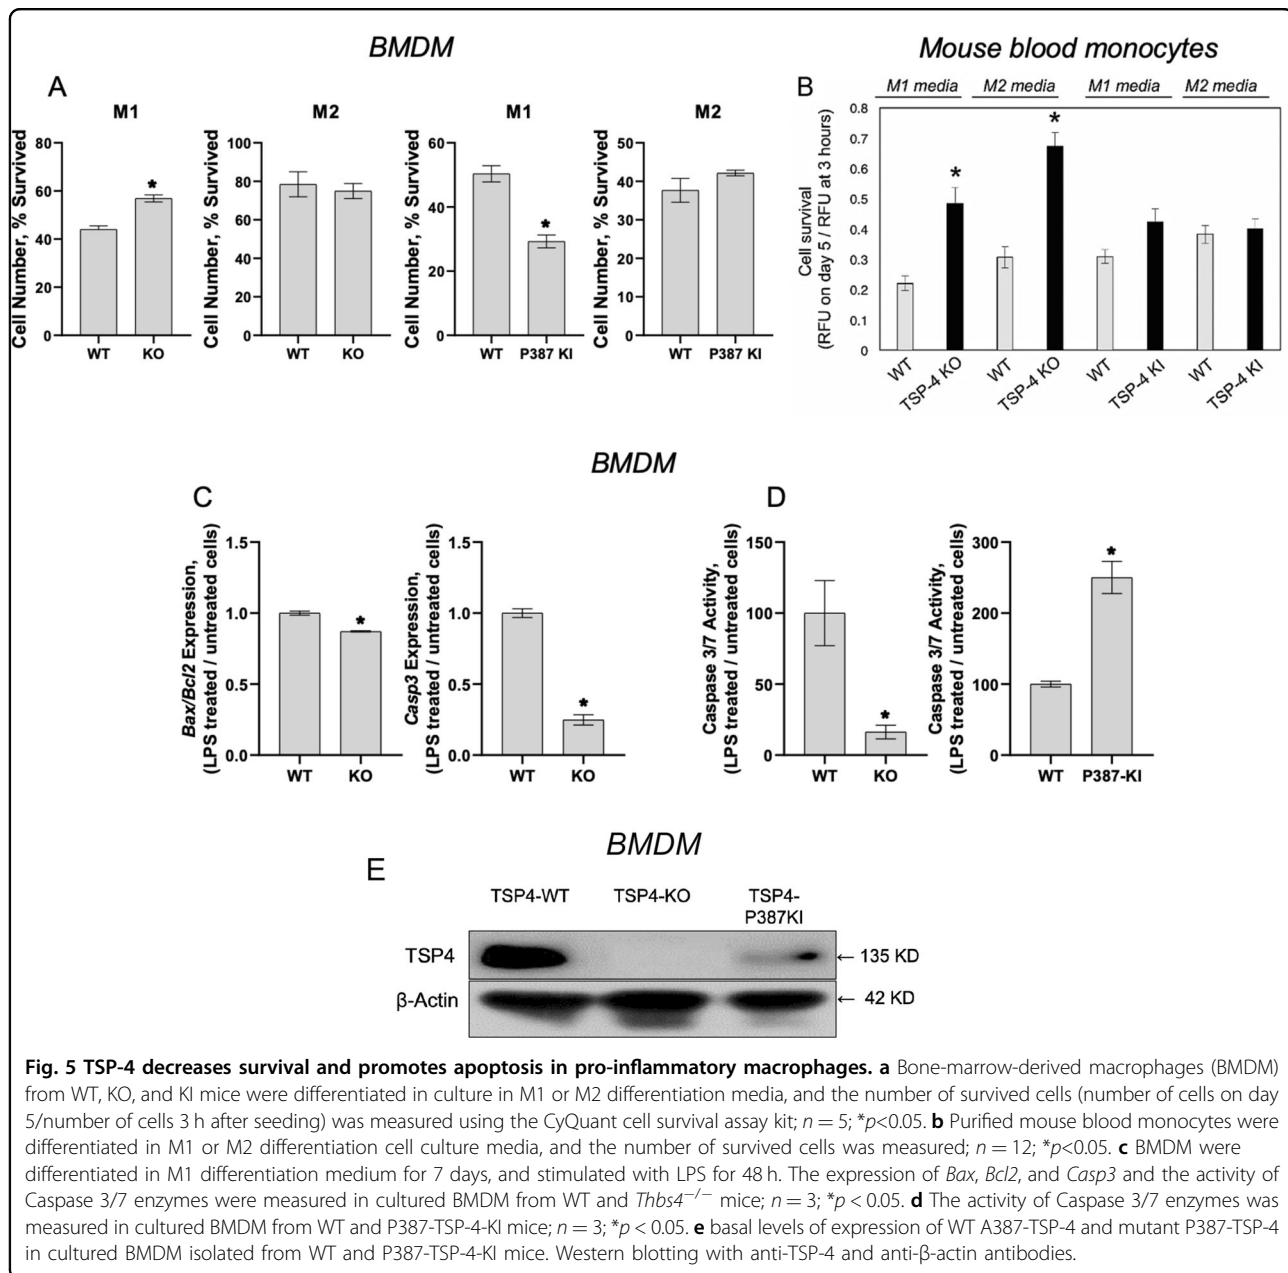 BMDM
Mouse blood monocytes
A
M1
Cell Number, % Survived
80
60
40
20
0
*
WT
KO
M2
Cell Number, % Survived
100
80
60
40
20
0
WT
KO
M1
Cell Number, % Survived
60
40
20
0
*
WT
P387 KI
M2
Cell Number, % Survived
50
40
30
20
10
0
WT
P387 KI
B
M1 media
M2 media
M1 media
M2 media
Cell survival
(RFU on day 5 / RFU at 3 hours)
0.8
0.7
0.6
0.5
0.4
0.3
0.2
0.1
0
*
*
WT
TSP-4 KO
WT
TSP-4 KO
WT
TSP-4 KI
WT
TSP-4 KI
BMDM
C
Bax/Bcl2 Expression,
(LPS treated / untreated cells)
1.5
1.0
0.5
0.0
*
WT
KO
Casp3 Expression,
(LPS treated / untreated cells)
1.5
1.0
0.5
0.0
*
WT
KO
D
Caspase 3/7 Activity,
(LPS treated / untreated cells)
150
100
50
0
*
WT
KO
Caspase 3/7 Activity,
(LPS treated / untreated cells)
300
200
100
0
*
WT
P387-KI
BMDM
E
TSP4-WT
TSP4-KO
TSP4-
P387KI
TSP4
← 135 KD
β-Actin
← 42 KD
Fig. 5 TSP-4 decreases survival and promotes apoptosis in pro-inflammatory macrophages. a Bone-marrow-derived macrophages (BMDM)
from WT, KO, and KI mice were differentiated in culture in M1 or M2 differentiation media, and the number of survived cells (number of cells on day
5/number of cells 3 h after seeding) was measured using the CyQuant cell survival assay kit; n = 5; *p<0.05. b Purified mouse blood monocytes were
differentiated in M1 or M2 differentiation cell culture media, and the number of survived cells was measured; n = 12; *p<0.05. c BMDM were
differentiated in M1 differentiation medium for 7 days, and stimulated with LPS for 48 h. The expression of Bax, Bcl2, and Casp3 and the activity of
Caspase 3/7 enzymes were measured in cultured BMDM from WT and Thbs4−/− mice; n = 3; *p < 0.05. d The activity of Caspase 3/7 enzymes was
measured in cultured BMDM from WT and P387-TSP-4-KI mice; n = 3; *p < 0.05. e basal levels of expression of WT A387-TSP-4 and mutant P387-TSP-4
in cultured BMDM isolated from WT and P387-TSP-4-KI mice. Western blotting with anti-TSP-4 and anti-β-actin antibodies.